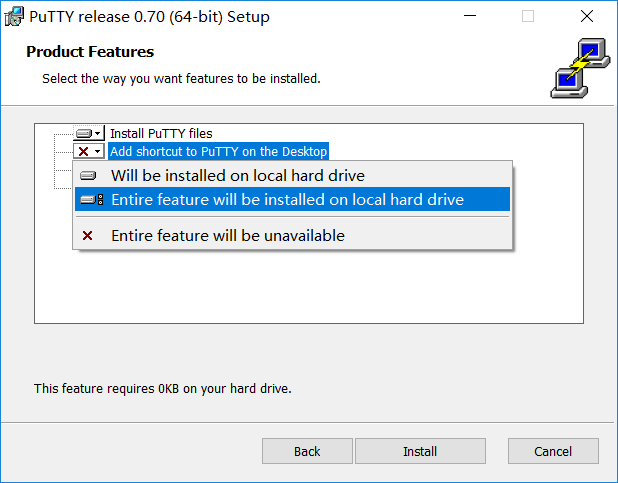 PuTTY release 0.70 (64-bit) Setup
Product Features
Select the way you want features to be installed.
Install PuTTY files
Add shortcut to PuTTY on the Desktop
Will be installed on local hard drive
Entire feature will be installed on local hard drive
Entire feature will be unavailable
This feature requires 0KB on your hard drive.
Back
Install
Cancel